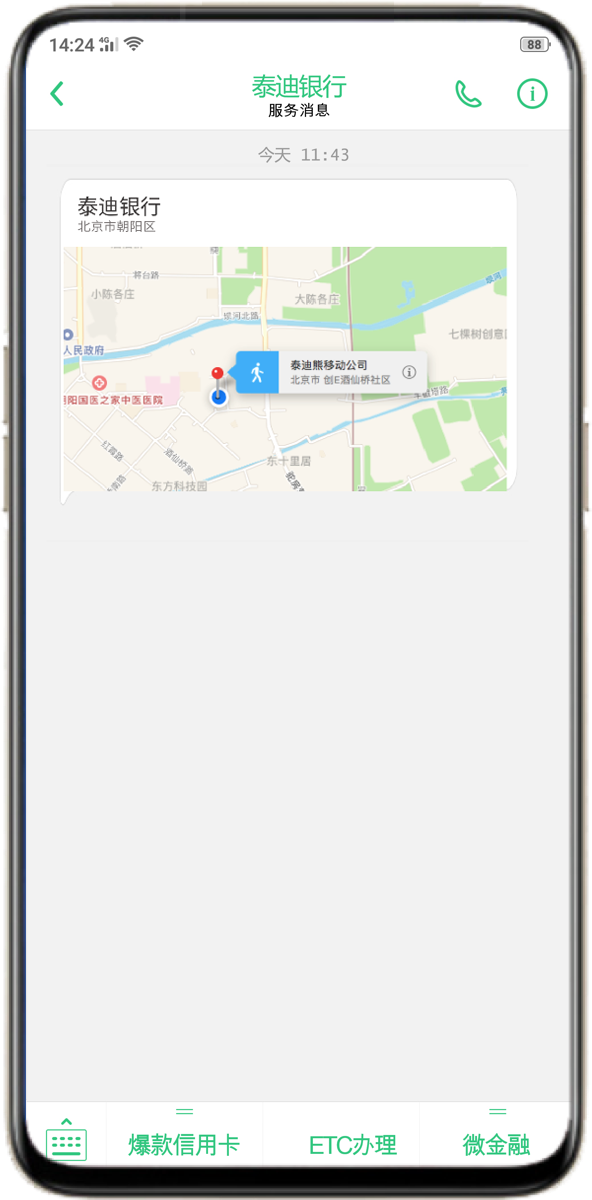 14:24 4G 88
泰迪银行
服务消息
今天 11:43
泰迪银行
北京市朝阳区
将台路
小陈各庄
大陈各庄
坝河北路
坝河
七棵树创意
人民政府
泰迪熊移动公司
北京市 创E酒仙桥社区
阳国医之家中医医院
红霞路
酒仙桥路
东十里居
东方科技园
爆款信用卡
ETC办理
微金融